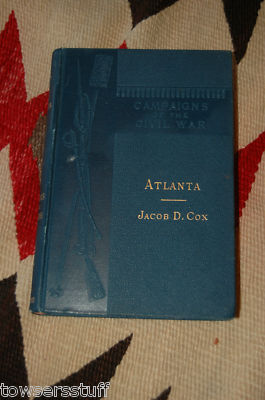 CAMPAIGNS
OF THE
CIVIL WAR
ATLANTA
JACOB D. COX
towsersstuff